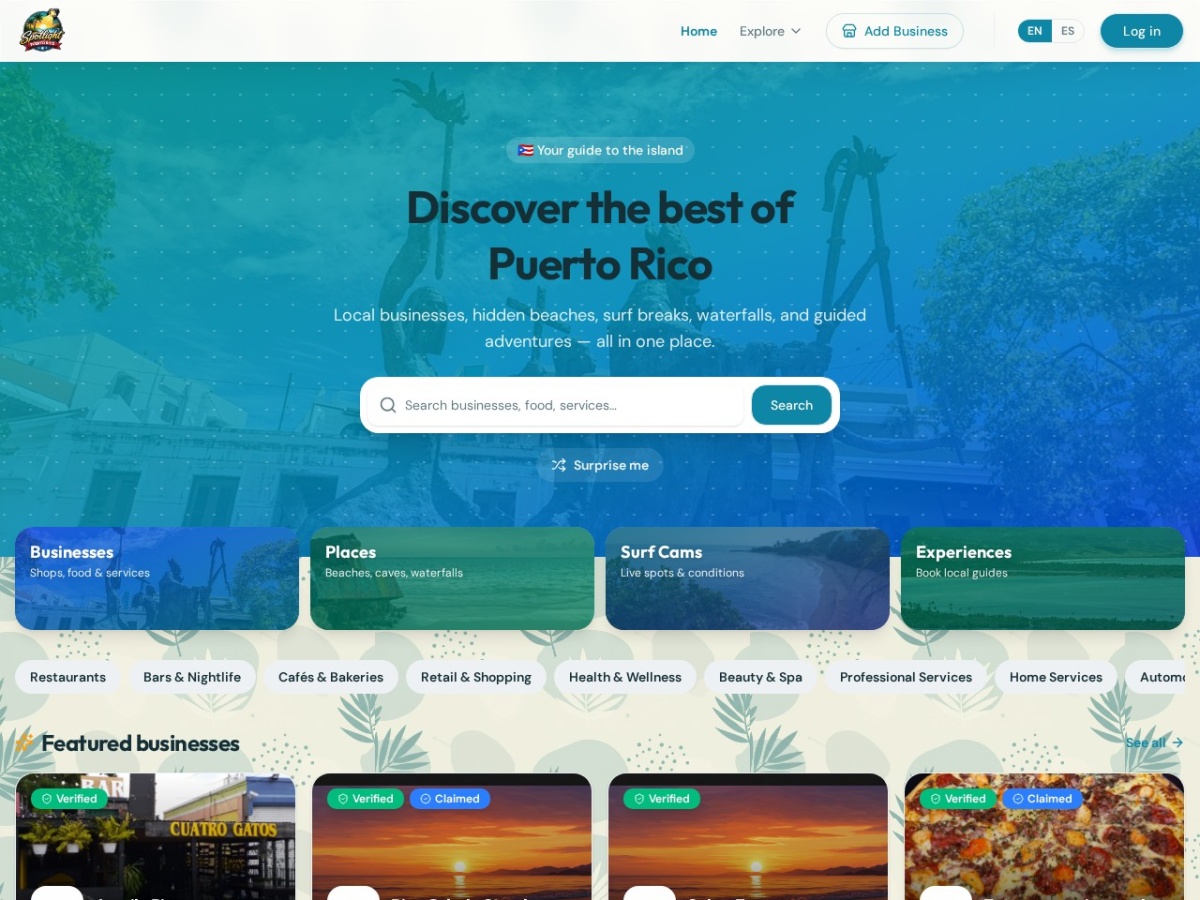 Spotlight
PUERTO RICO
Home
Explore
Add Business
EN
ES
Log in
🇵🇷 Your guide to the island
Discover the best of
Puerto Rico
Local businesses, hidden beaches, surf breaks, waterfalls, and guided
adventures — all in one place.
Search businesses, food, services...
Search
Surprise me
Businesses
Shops, food & services
Places
Beaches, caves, waterfalls
Surf Cams
Live spots & conditions
Experiences
Book local guides
Restaurants
Bars & Nightlife
Cafés & Bakeries
Retail & Shopping
Health & Wellness
Beauty & Spa
Professional Services
Home Services
Featured businesses
See all
BAR
Verified
CUATRO GATOS
Verified
Claimed
Verified
Verified
Claimed